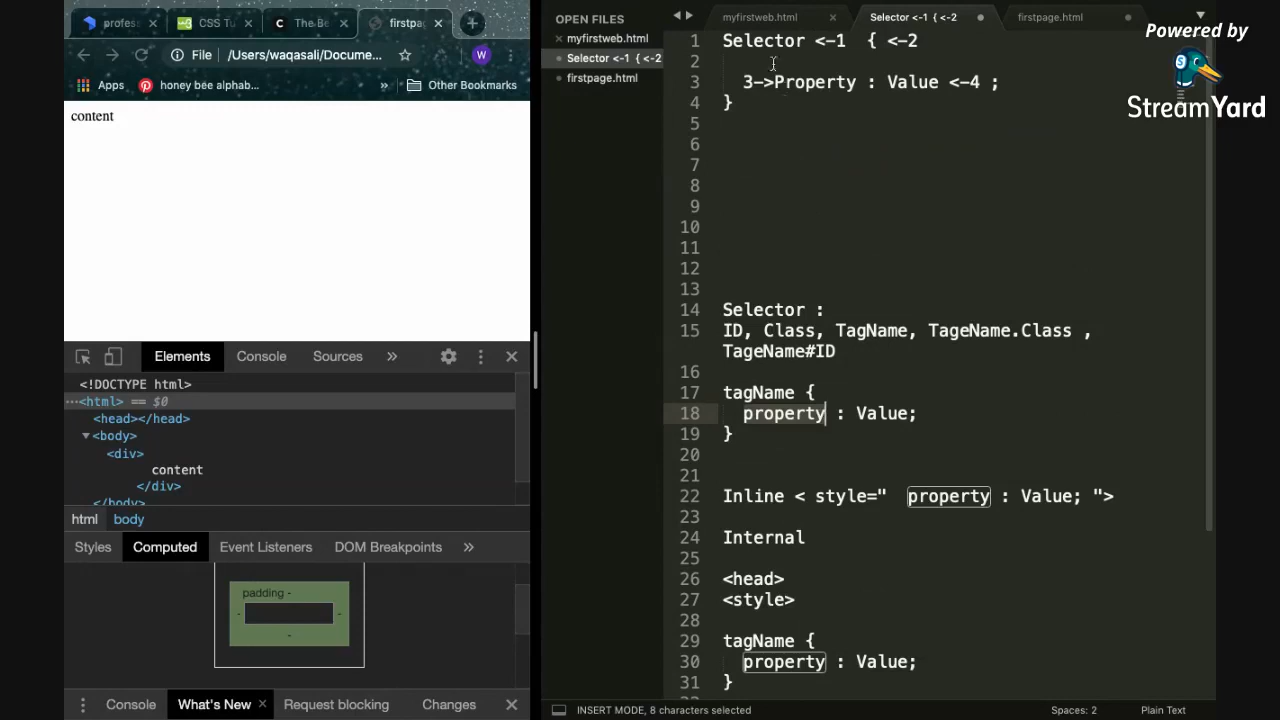 profess
CSS Tu
The Be
firstpa
File
/Users/waqasali/Docume...
Apps
honey bee alphab...
»
Other Bookmarks
content
Elements
Console
Sources
»
<!DOCTYPE html>
···<html> == $0
<head></head>
<body>
<div>
content
</div>
</body>
html
body
Styles
Computed
Event Listeners
DOM Breakpoints
»
padding -
-
-
-
Console
What's New
Request blocking
Changes
OPEN FILES
myfirstweb.html
Selector <-1 { <-2
firstpage.html
myfirstweb.html
Selector <-1 { <-2
firstpage.html
1 Selector <-1 { <-2
2
3 3->Property : Value <-4 ;
4 }
5
6
7
8
9
10
11
12
13
14 Selector :
15 ID, Class, TagName, TageName.Class ,
TageName#ID
16
17 tagName {
18 property : Value;
19 }
20
21
22 Inline < style=" property : Value; ">
23
24 Internal
25
26 <head>
27 <style>
28
29 tagName {
30 property : Value;
31 }
INSERT MODE, 8 characters selected
Spaces: 2
Plain Text
Powered by
StreamYard